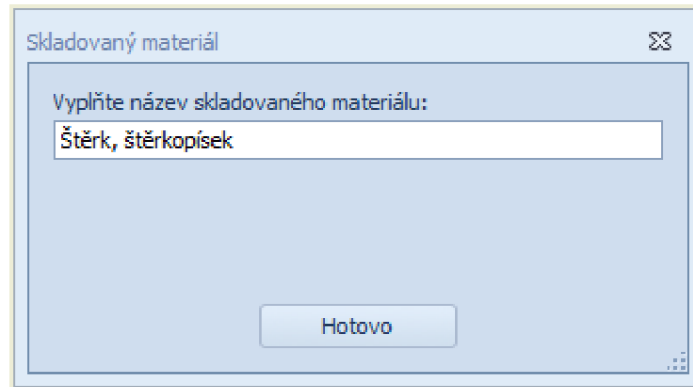 Skladovaný materiál
Vyplňte název skladovaného materiálu:
Štěrk, štěrkopísek
Hotovo